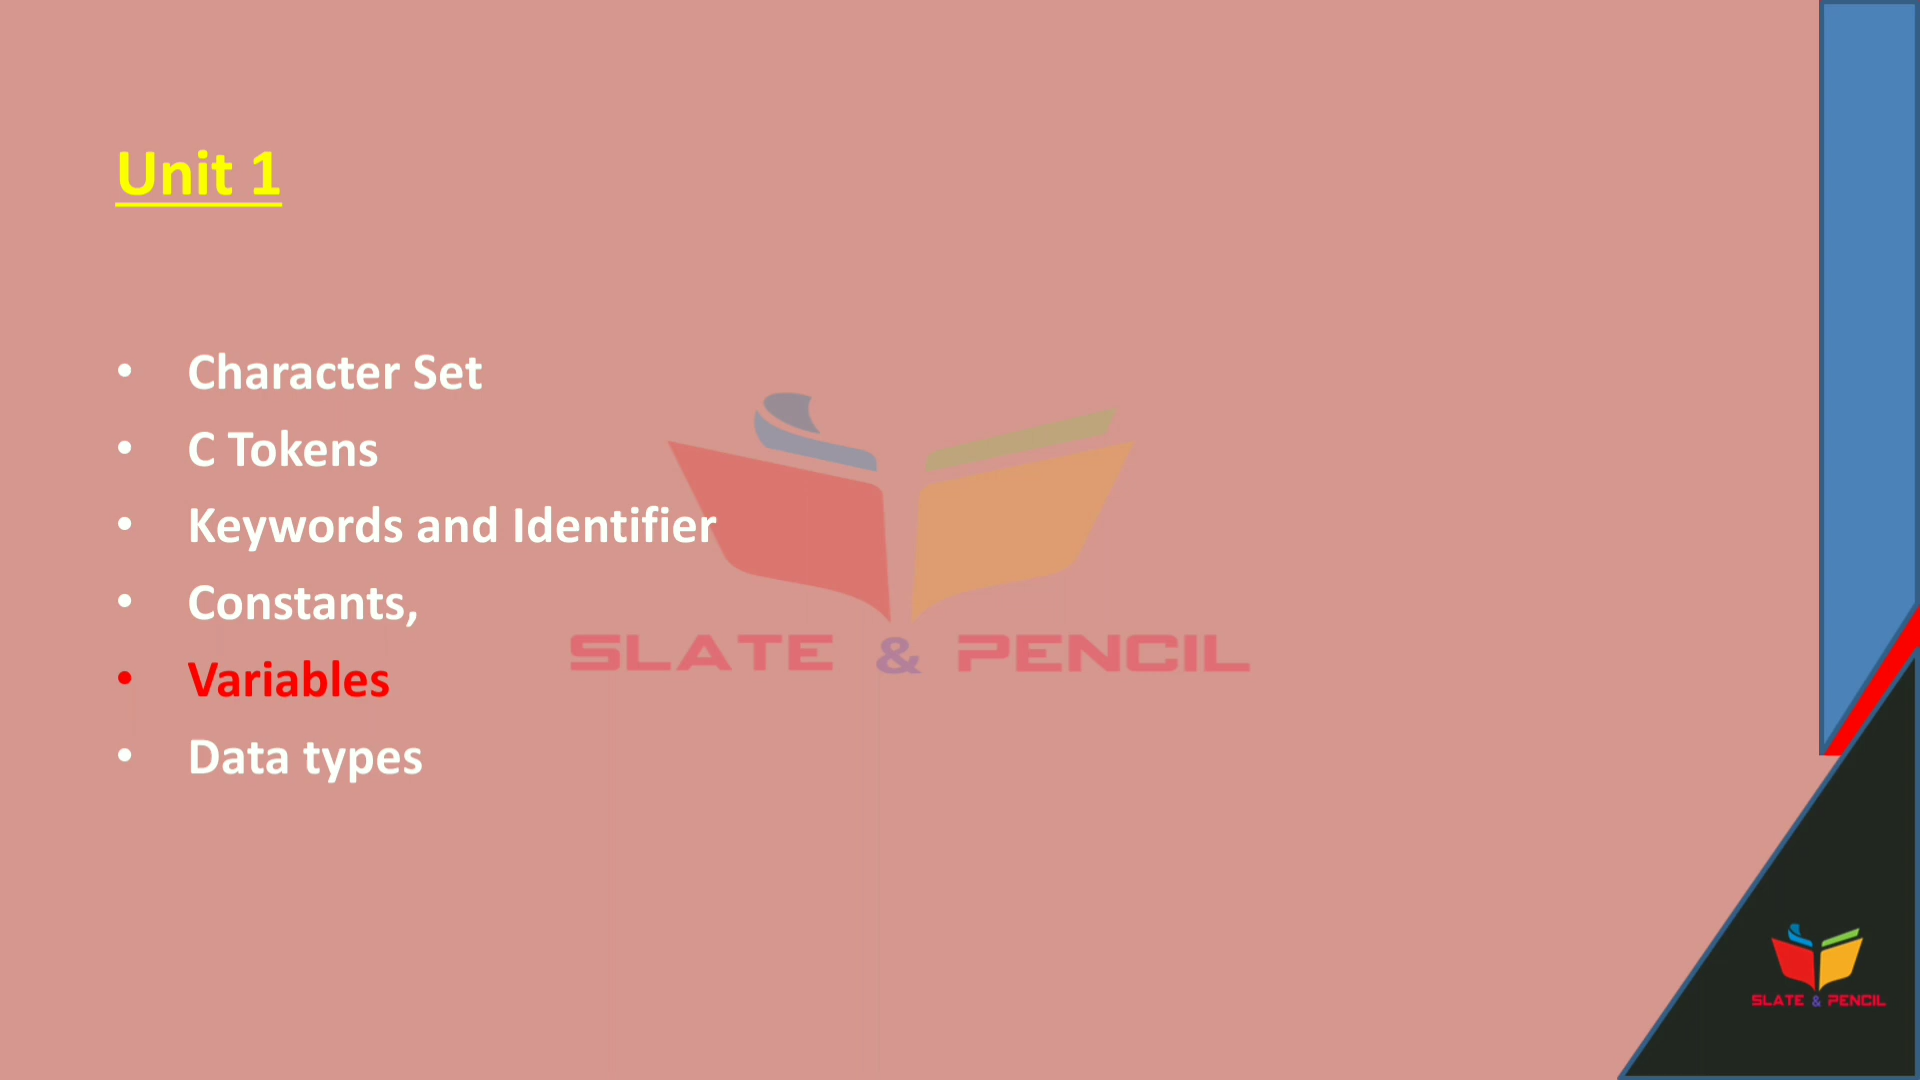 Unit 1
• Character Set
• C Tokens
• Keywords and Identifier
• Constants,
• Variables
• Data types
SLATE & PENCIL
SLATE & PENCIL